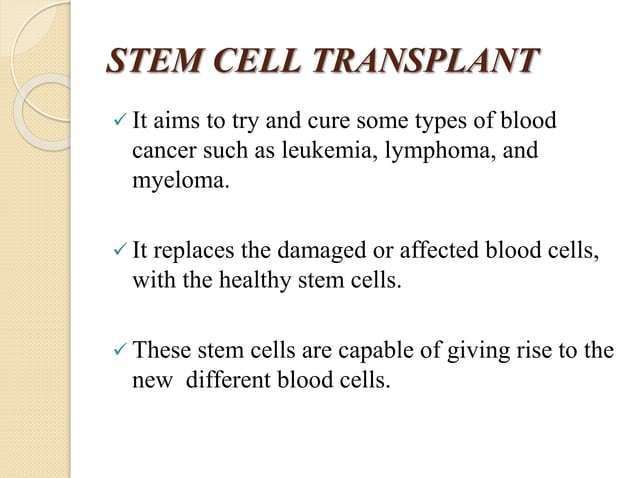 STEM CELL TRANSPLANT
✓ It aims to try and cure some types of blood
cancer such as leukemia, lymphoma, and
myeloma.
✓ It replaces the damaged or affected blood cells,
with the healthy stem cells.
✓ These stem cells are capable of giving rise to the
new  different blood cells.